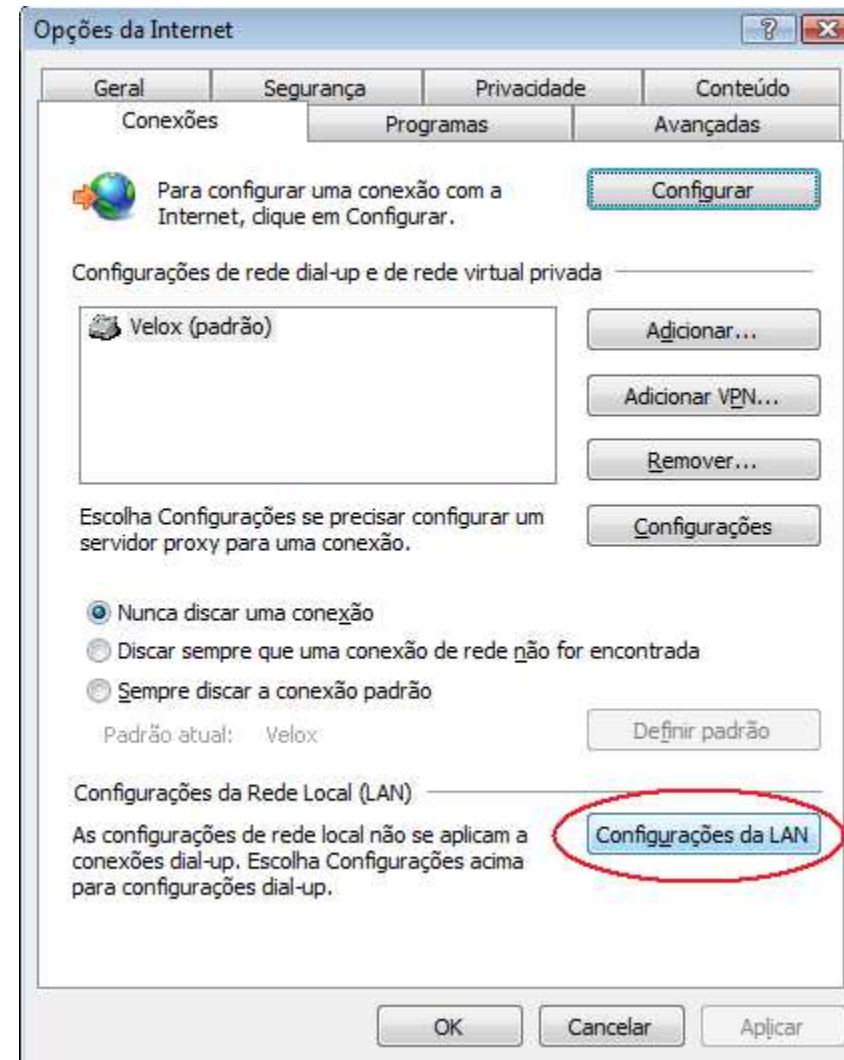 Opções da Internet
Geral
Segurança
Privacidade
Conteúdo
Conexões
Programas
Avançadas
Para configurar uma conexão com a
Internet, clique em Configurar.
Configurar
Configurações de rede dial-up e de rede virtual privada
Velox (padrão)
Adicionar...
Adicionar VPN...
Remover...
Escolha Configurações se precisar configurar um
servidor proxy para uma conexão.
Configurações
Nunca discar uma conexão
Discar sempre que uma conexão de rede não for encontrada
Sempre discar a conexão padrão
Padrão atual: Velox
Definir padrão
Configurações da Rede Local (LAN)
As configurações de rede local não se aplicam a
conexões dial-up. Escolha Configurações acima
para configurações dial-up.
Configurações da LAN
OK
Cancelar
Aplicar